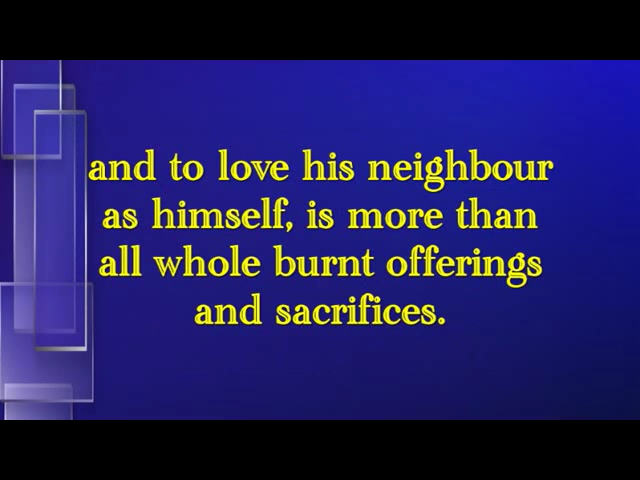 and to love his neighbour
as himself, is more than
all whole burnt offerings
and sacrifices.